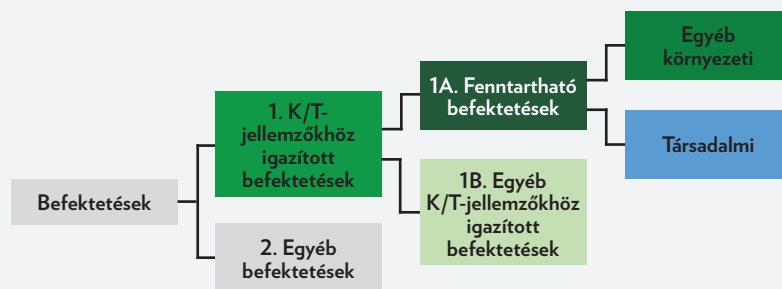 Befektetések
1. K/T-
jellemzőkhöz
igazított
befektetések
2. Egyéb
befektetések
1A. Fenntartható
befektetések
1B. Egyéb
K/T-jellemzőkhöz
igazított
befektetések
Egyéb
környezeti
Társadalmi